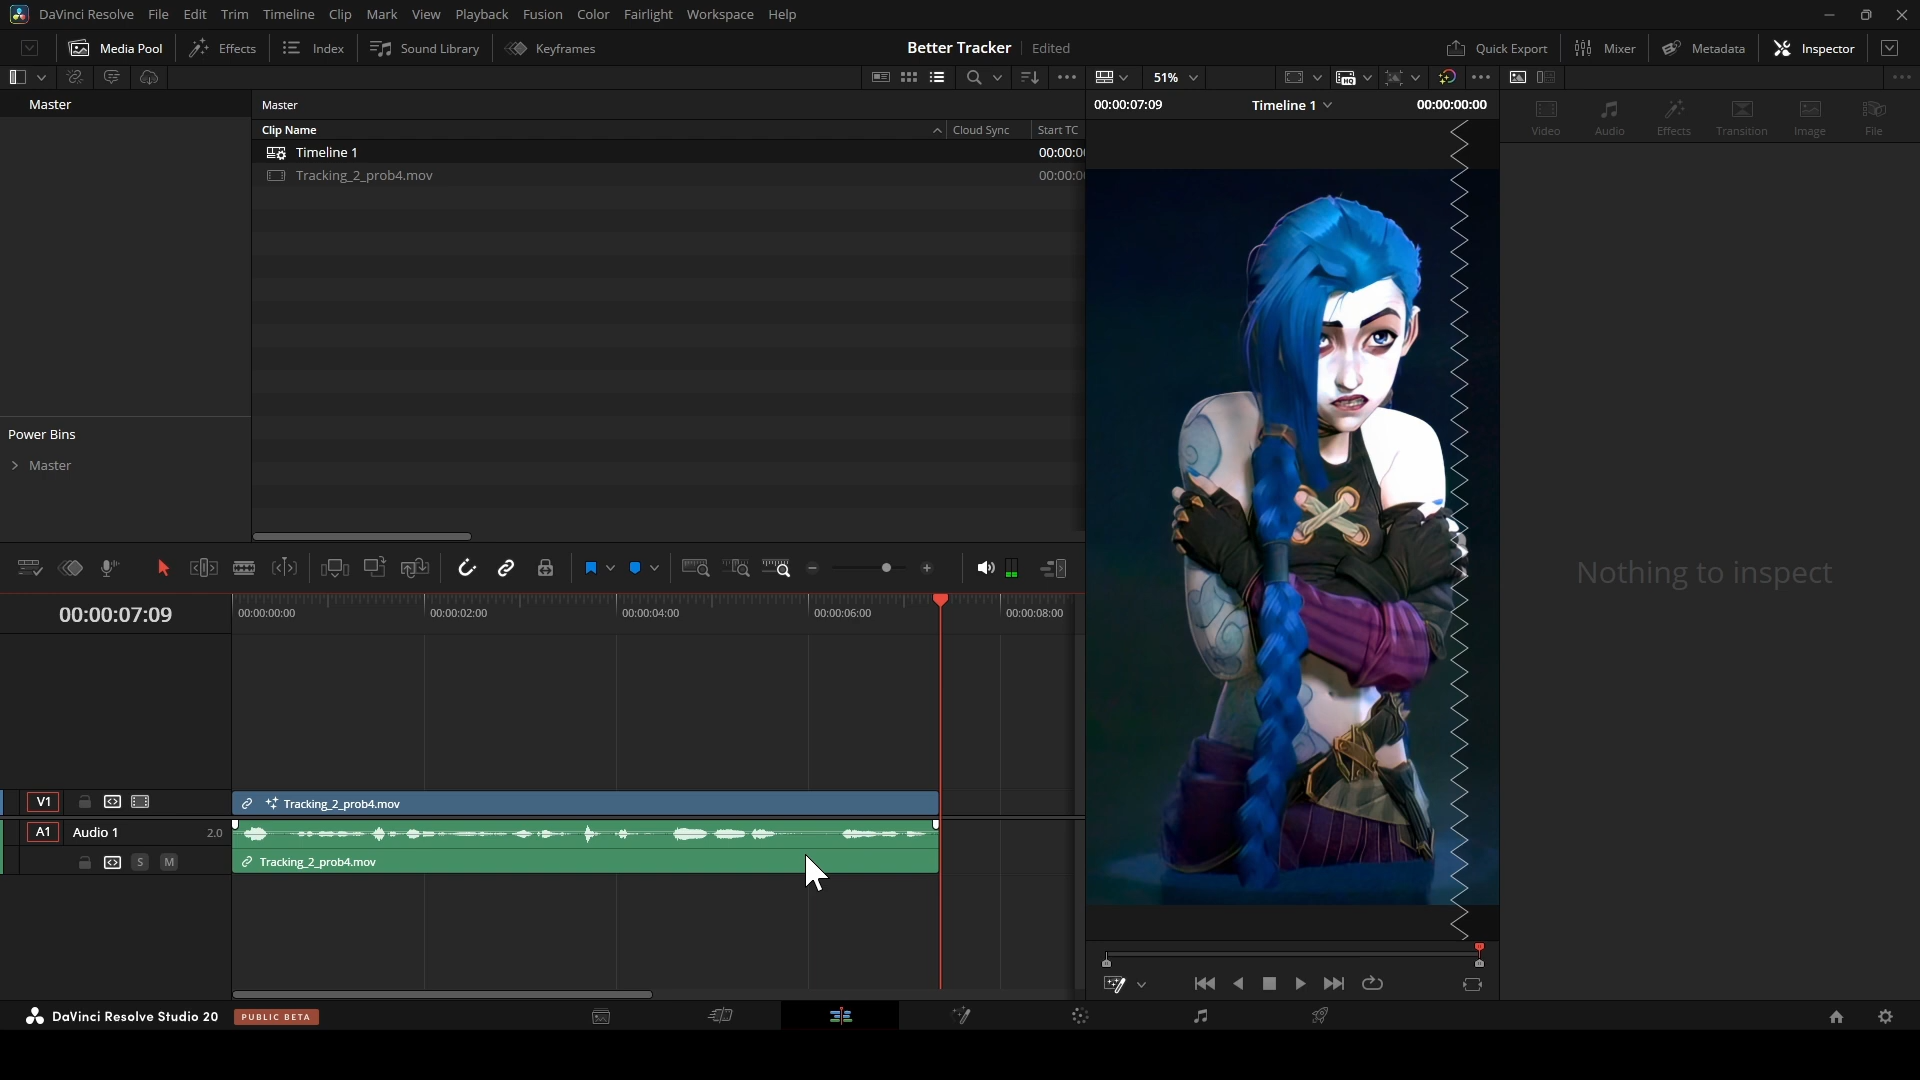 DaVinci Resolve File Edit Trim Timeline Clip Mark View Playback Fusion Color Fairlight Workspace Help
Media Pool Effects Index Sound Library Keyframes Better Tracker Edited Quick Export Mixer Metadata Inspector
51%
Master Master 00:00:07:09 Timeline 1 00:00:00:00
Video Audio Effects Transition Image File
Clip Name Cloud Sync Start TC
Timeline 1 00:00:0
Tracking_2_prob4.mov 00:00:0
Power Bins
Master
Nothing to inspect
00:00:07:09 00:00:00:00 00:00:02:00 00:00:04:00 00:00:06:00 00:00:08:00
V1 Tracking_2_prob4.mov
A1 Audio 1 2.0
S M Tracking_2_prob4.mov
DaVinci Resolve Studio 20 PUBLIC BETA